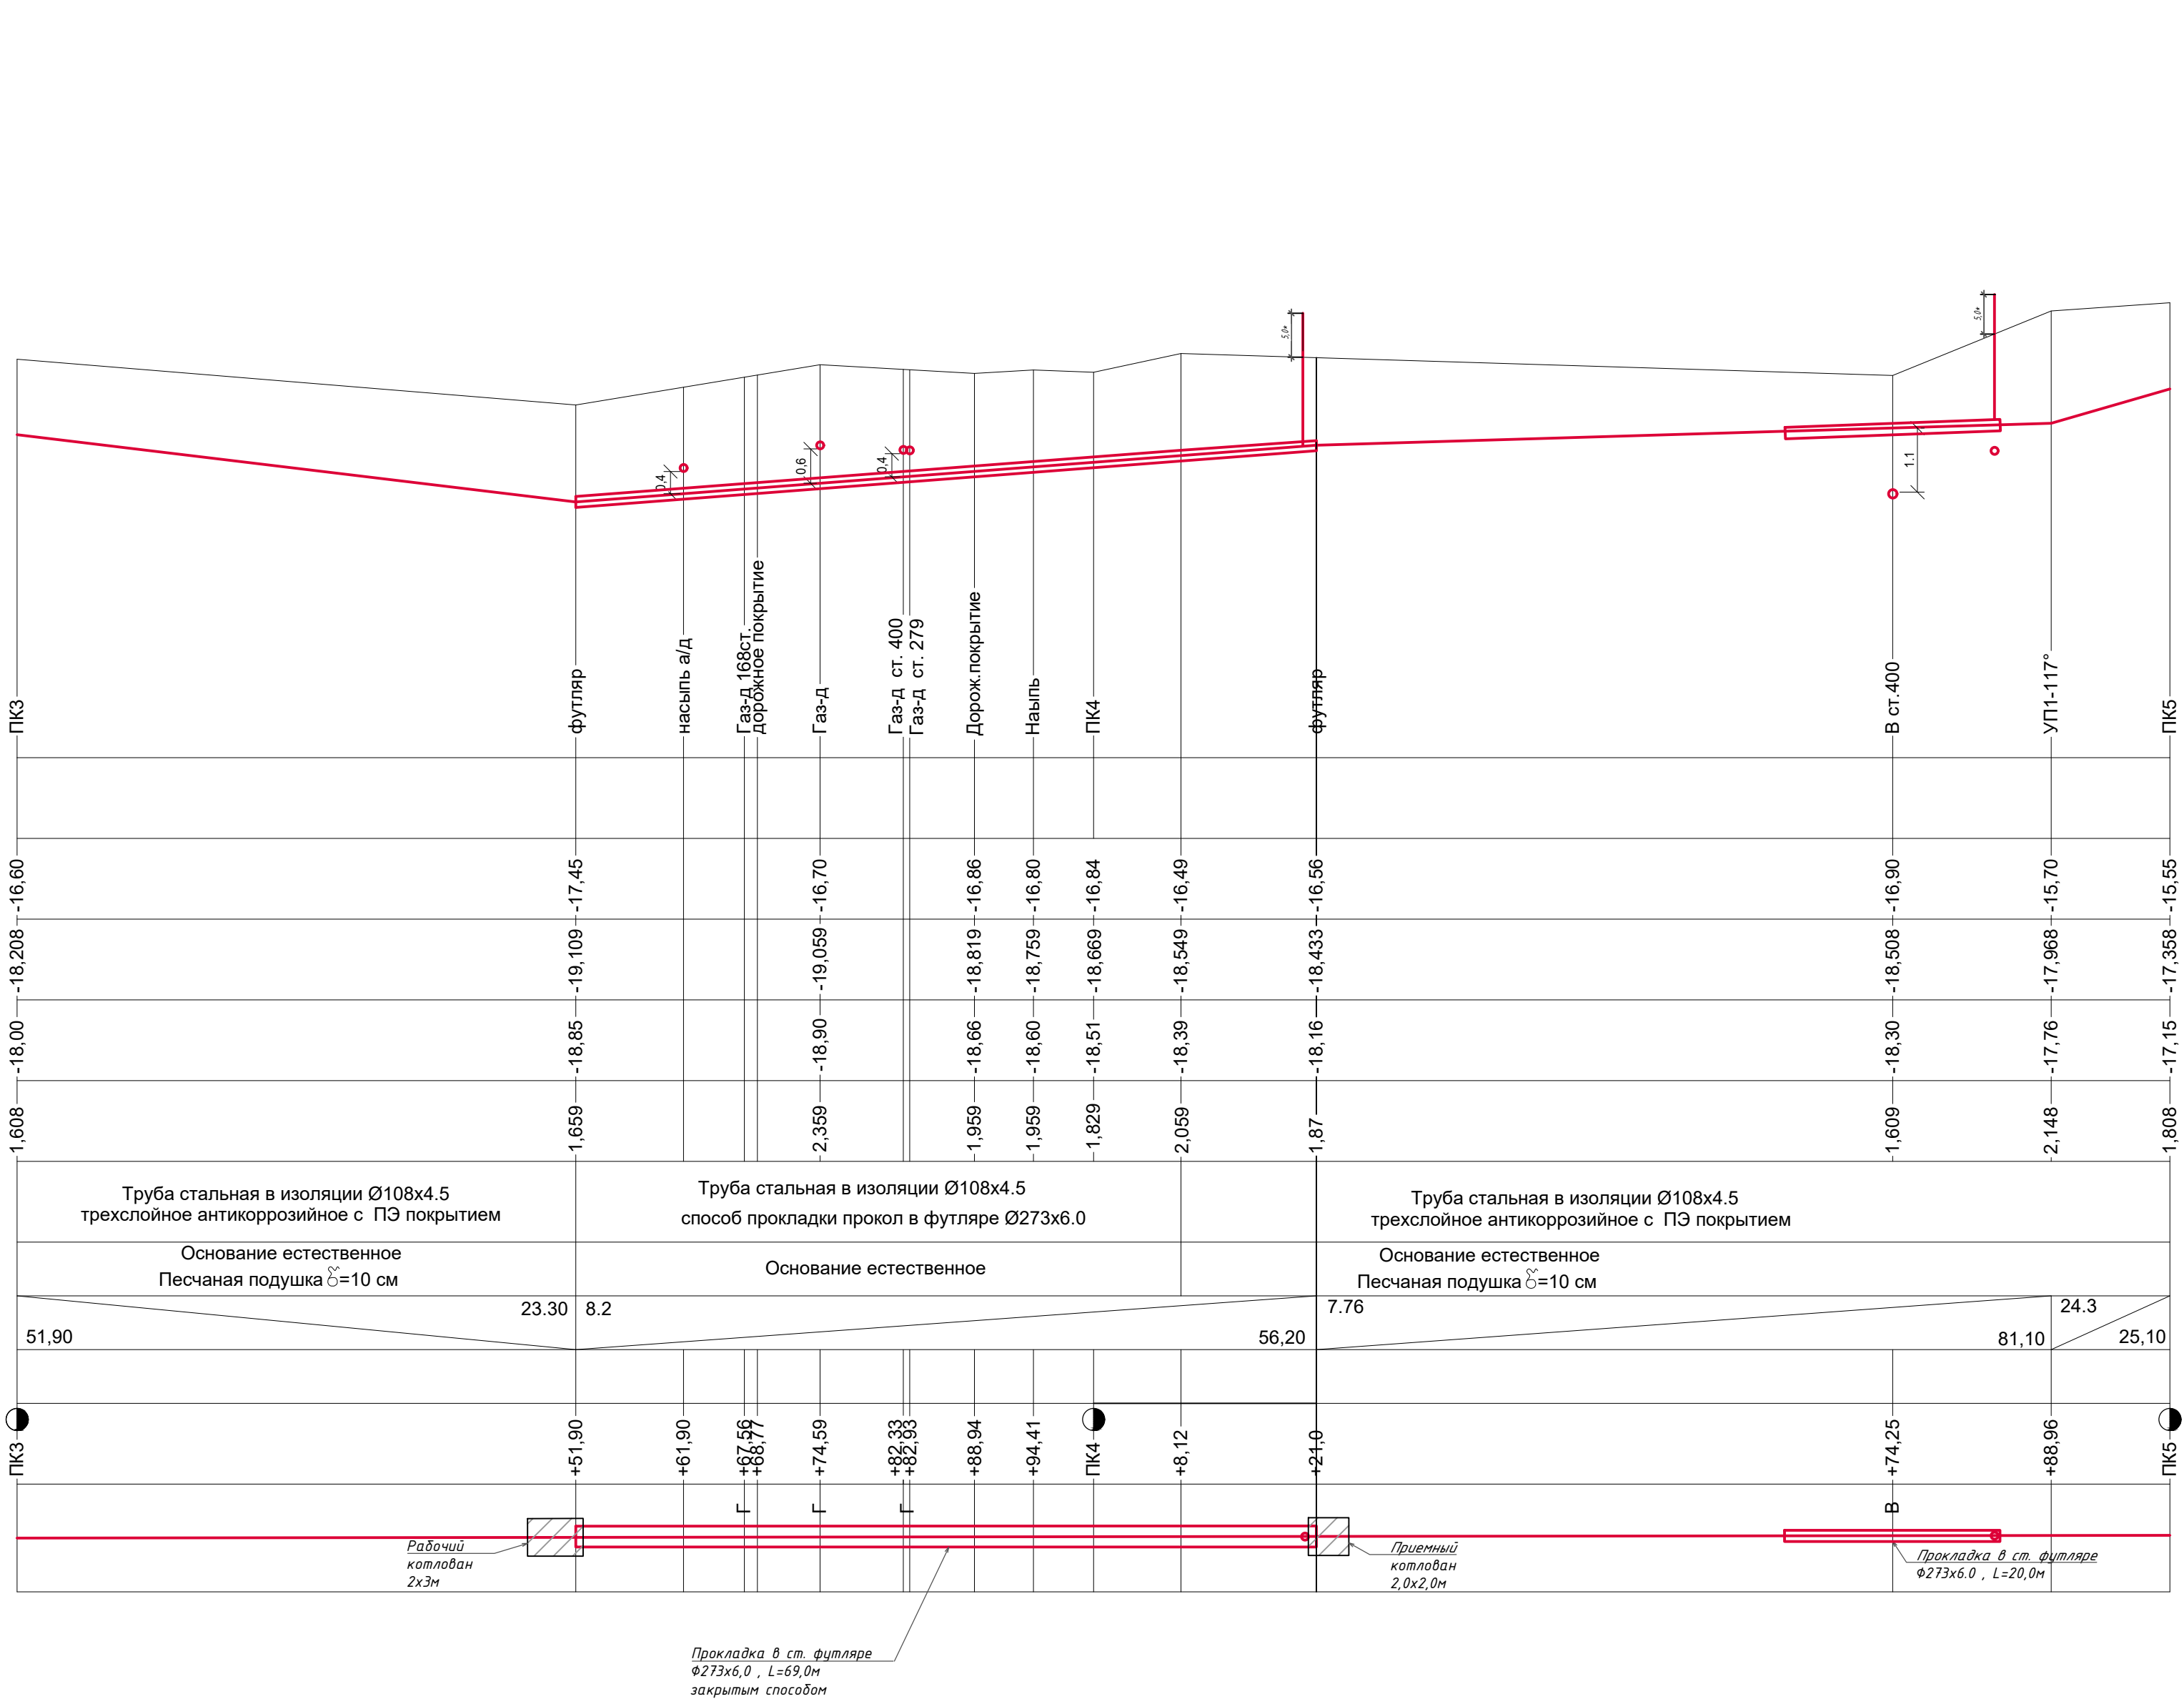 5,0*
5,0*
0,4
0,6
0,4
1.1
ПК3
футляр
насыпь а/д
Газ-д 168ст.
дорожное покрытие
Газ-д
Газ-д ст. 400
Газ-д ст. 279
Дорож.покрытие
Наыпь
ПК4
футляр
В ст.400
УП1-117°
ПК5
-16,60 -17,45 -16,70 -16,86 -16,80 -16,84 -16,49 -16,56 -16,90 -15,70 -15,55
-18,208 -19,109 -19,059 -18,819 -18,759 -18,669 -18,549 -18,433 -18,508 -17,968 -17,358
-18,00 -18,85 -18,90 -18,66 -18,60 -18,51 -18,39 -18,16 -18,30 -17,76 -17,15
1,608 1,659 2,359 1,959 1,959 1,829 2,059 1,87 1,609 2,148 1,808
Труба стальная в изоляции Ø108х4.5
трехслойное антикоррозийное с ПЭ покрытием
Труба стальная в изоляции Ø108х4.5
способ прокладки прокол в футляре Ø273х6.0
Труба стальная в изоляции Ø108х4.5
трехслойное антикоррозийное с ПЭ покрытием
Основание естественное
Песчаная подушка δ=10 см
Основание естественное
Основание естественное
Песчаная подушка δ=10 см
23.30 8.2 7.76 24.3
51,90 56,20 81,10 25,10
ПК3 +51,90 +61,90 +67,56 +68,77 +74,59 +82,33 +82,93 +88,94 +94,41 ПК4 +8,12 +21,0 +74,25 +88,96 ПК5
Г Г Г В
Рабочий
котлован
2х3м
Приемный
котлован
2,0х2,0м
Прокладка в ст. футляре
Ф273х6.0 , L=20,0м
Прокладка в ст. футляре
Ф273х6,0 , L=69,0м
закрытым способом